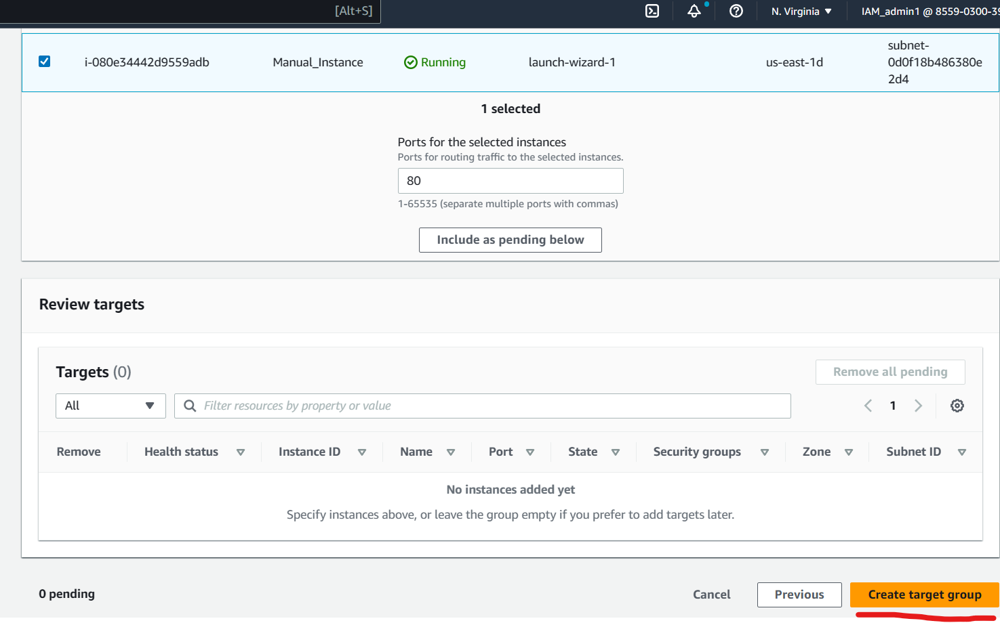 [Alt+S]
N. Virginia
IAM_admin1 @ 8559-0300-39
i-080e34442d9559adb
Manual_Instance
Running
launch-wizard-1
us-east-1d
subnet-
0d0f18b486380e
2d4
1 selected
Ports for the selected instances
Ports for routing traffic to the selected instances.
80
1-65535 (separate multiple ports with commas)
Include as pending below
Review targets
Targets (0)
Remove all pending
All
Filter resources by property or value
1
Remove
Health status
Instance ID
Name
Port
State
Security groups
Zone
Subnet ID
No instances added yet
Specify instances above, or leave the group empty if you prefer to add targets later.
0 pending
Cancel
Previous
Create target group